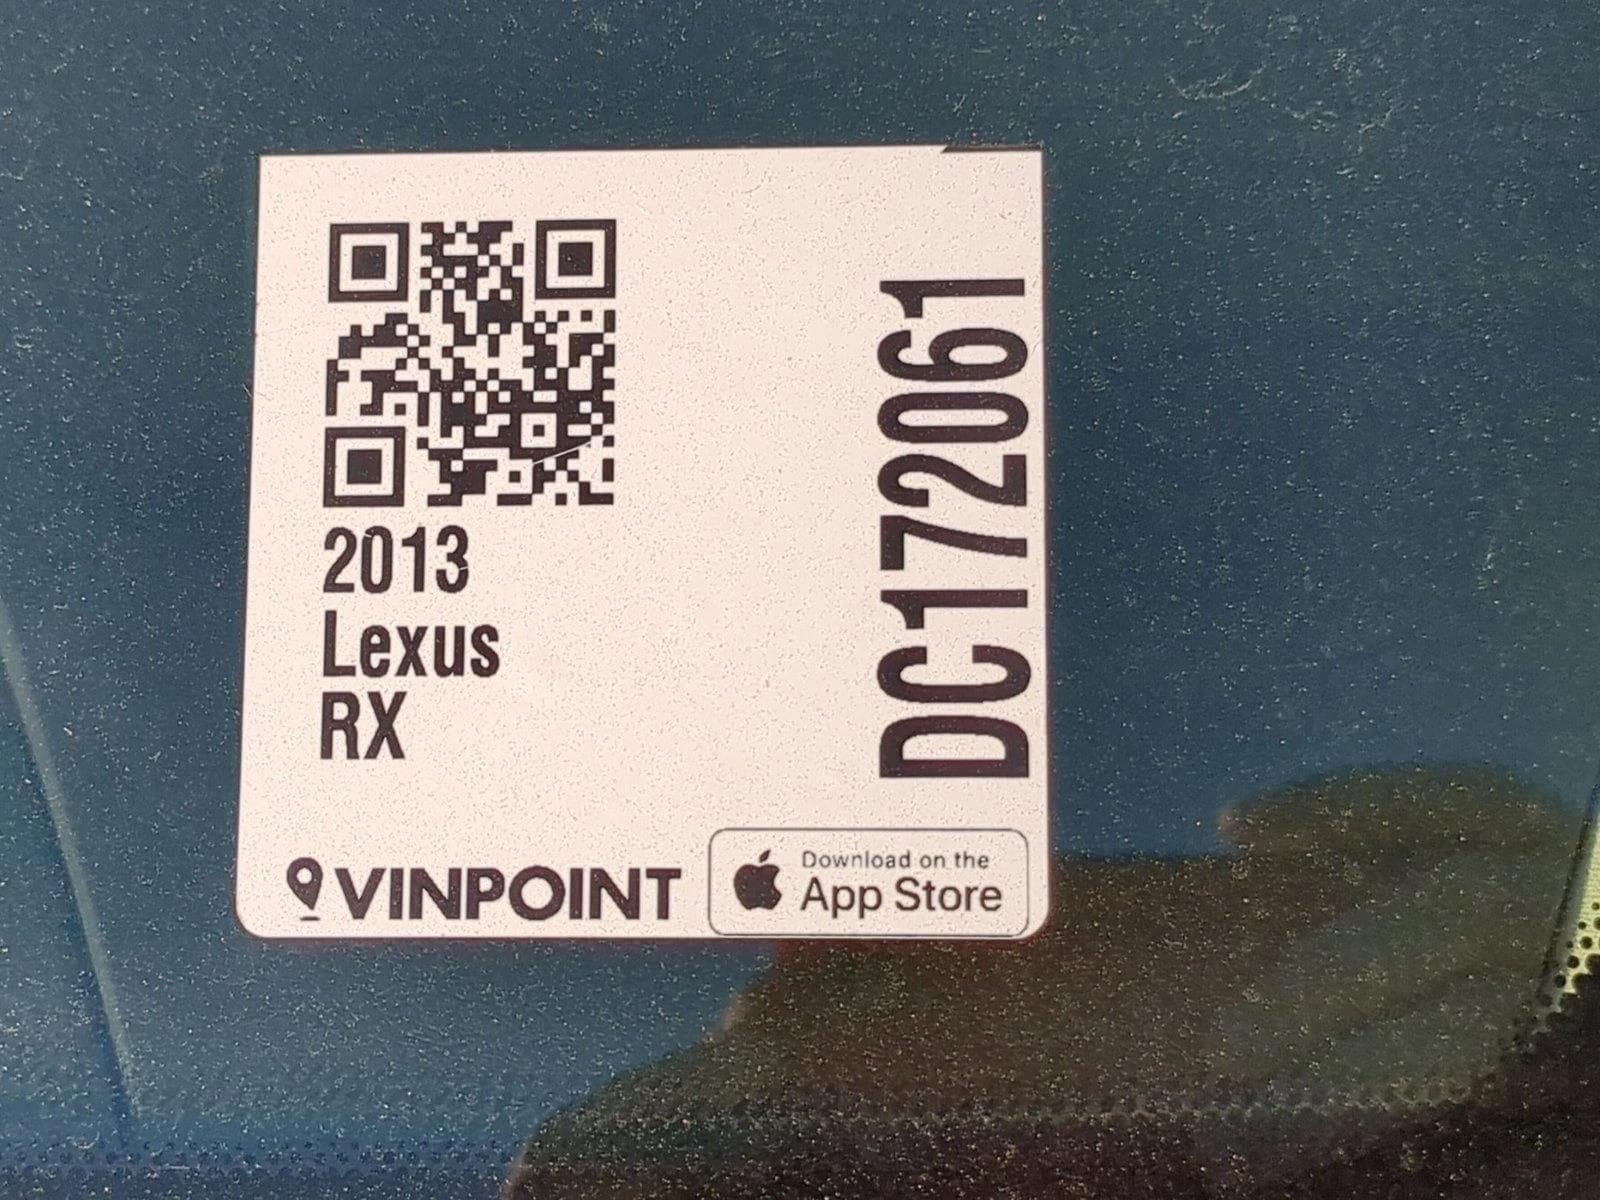 2013
Lexus
RX
DC172061
VINPOINT
Download on the
App Store